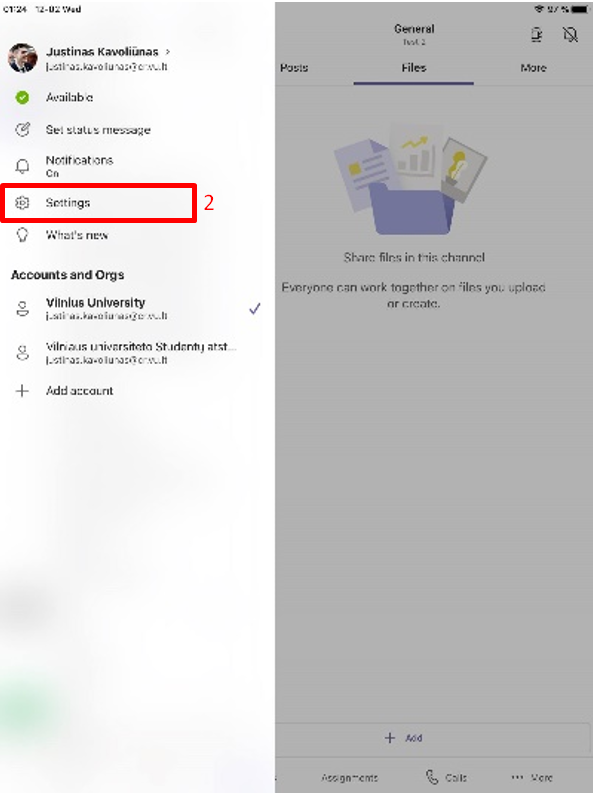 01:24 12-02 Wed
97 %
Justinas Kavoliūnas >
justinas.kavoliunas@cr.vu.lt
Available
Set status message
Notifications
On
Settings
2
What's new
Accounts and Orgs
Vilnius University
justinas.kavoliunas@cr.vu.lt
Vilniaus universiteto Studentų atst...
justinas.kavoliunas@cr.vu.lt
Add account
General
Test 2
Posts Files More
Share files in this channel
Everyone can work together on files you upload
or create.
+ Add
Assignments Calls ··· More